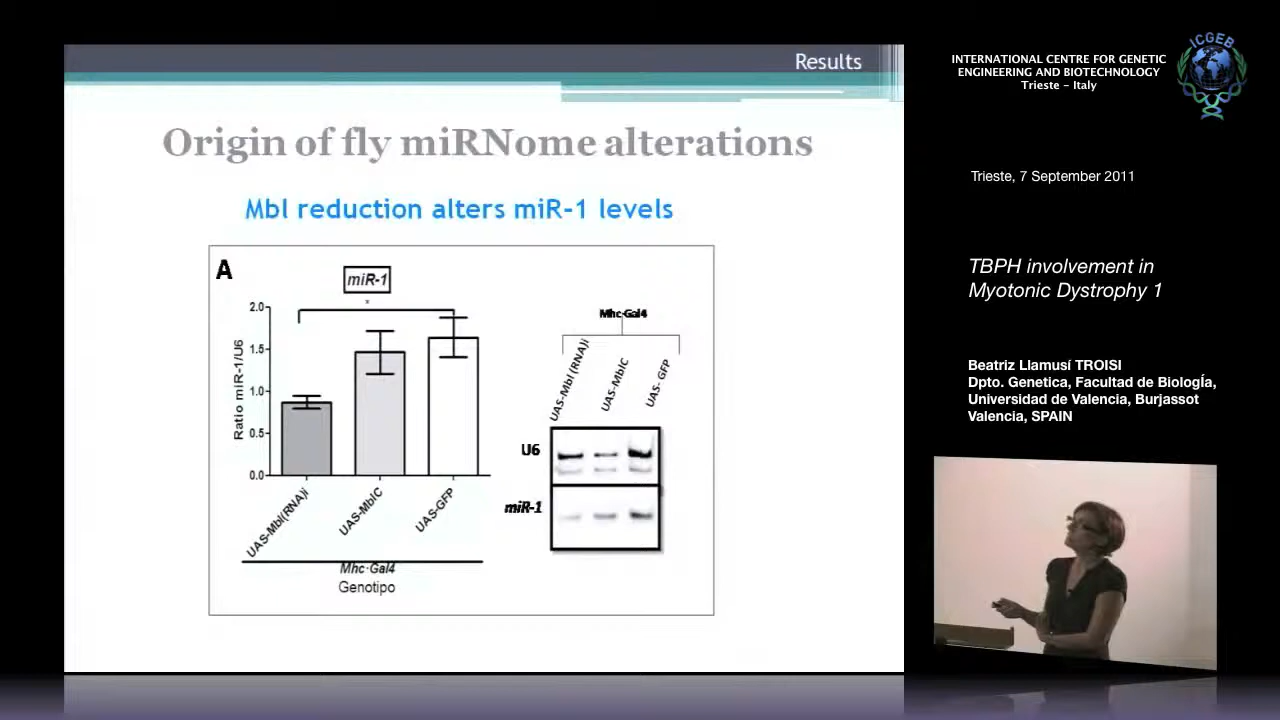 Results
Origin of fly miRNome alterations
Mbl reduction alters miR-1 levels
A
miR-1
*
2.0
1.5
1.0
0.5
0.0
Ratio miR-1/U6
UAS-Mbl(RNA)i
UAS-MblC
UAS-GFP
Mhc-Gal4
Genotipo
Mhc-Gal4
UAS-Mbl (RNA)i
UAS-MblC
UAS- GFP
U6
miR-1
INTERNATIONAL CENTRE FOR GENETIC
ENGINEERING AND BIOTECHNOLOGY
Trieste - Italy
ICGEB
Trieste, 7 September 2011
TBPH involvement in
Myotonic Dystrophy 1
Beatriz Llamusí TROISI
Dpto. Genetica, Facultad de Biología,
Universidad de Valencia, Burjassot
Valencia, SPAIN